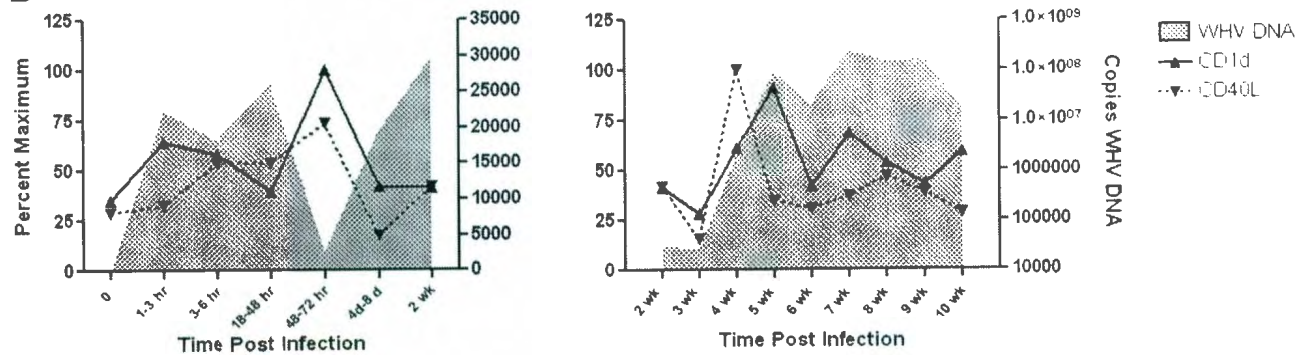 125
100
75
50
25
0
Percent Maximum
35000
30000
25000
20000
15000
10000
5000
0
0
1-3 hr
3-6 hr
18-48 hr
48-72 hr
4d-8 d
2 wk
Time Post Infection
125
100
75
50
25
0
1.0×10⁰⁹
1.0×10⁰⁸
1.0×10⁰⁷
1000000
100000
10000
Copies WHV DNA
2 wk
3 wk
4 wk
5 wk
6 wk
7 wk
8 wk
9 wk
10 wk
Time Post Infection
WHV DNA
CD1d
CD40L